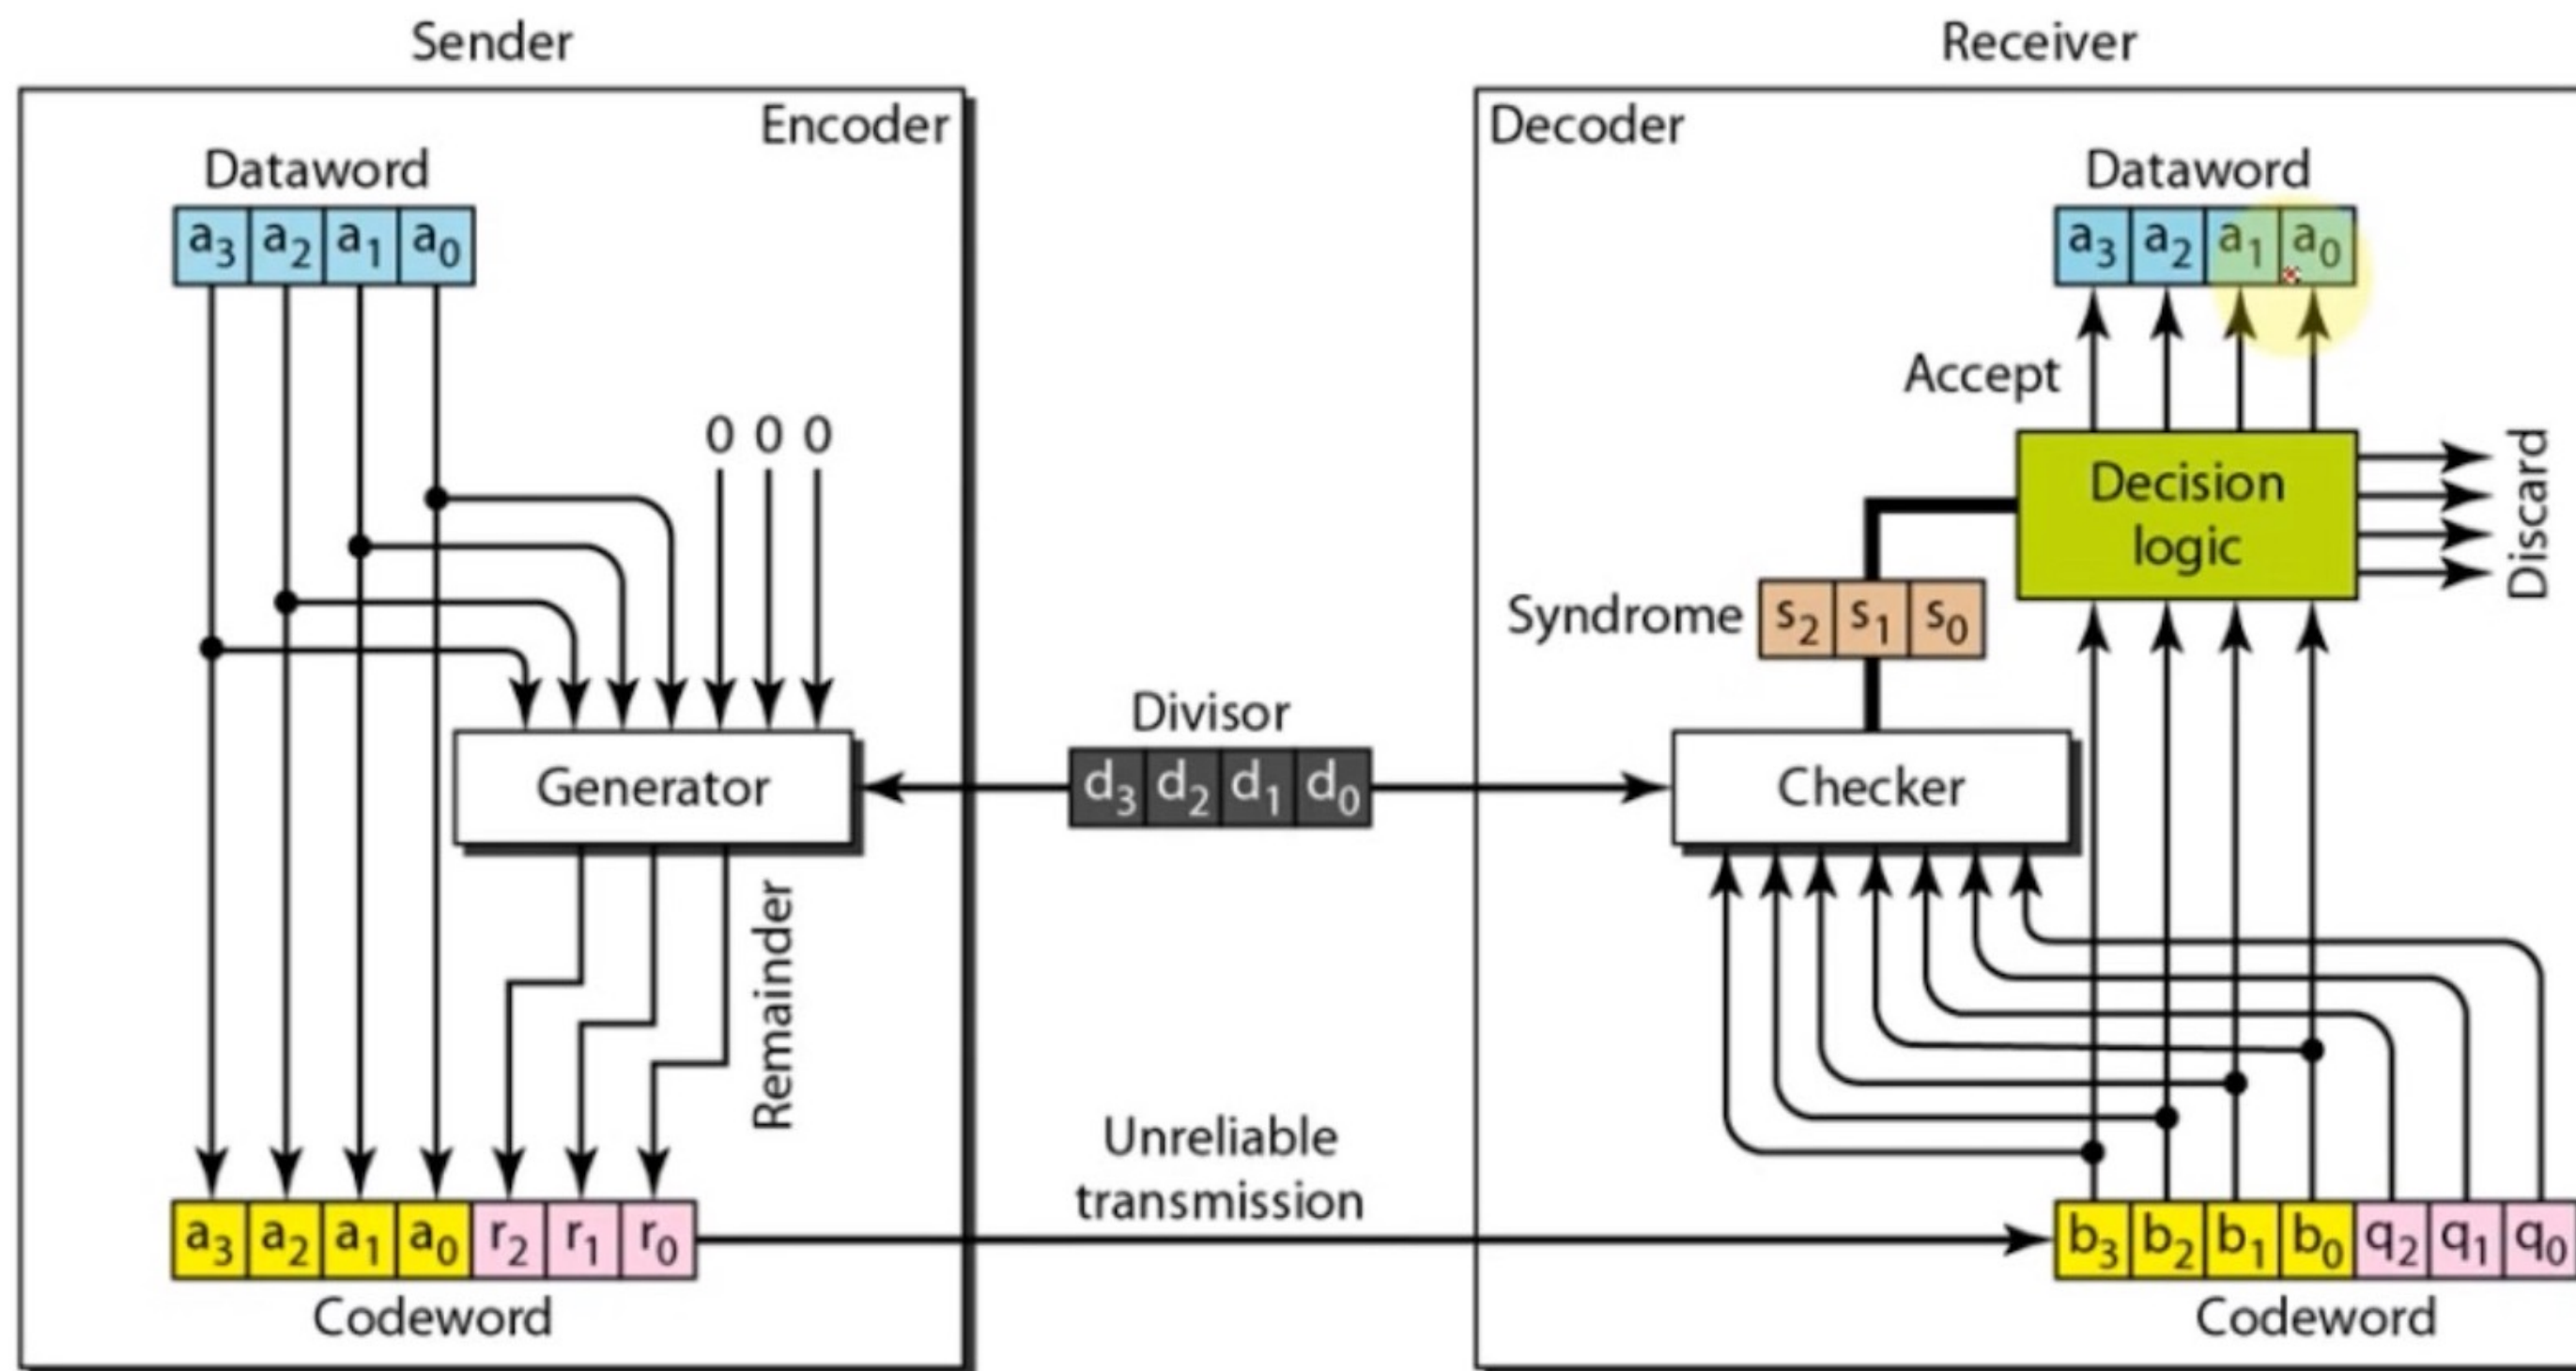 Sender
Receiver
Encoder
Decoder
Dataword
Dataword
a3 a2 a1 a0
a3 a2 a1 a0
Accept
0 0 0
Decision
logic
Discard
Syndrome
s2 s1 s0
Divisor
Generator
d3 d2 d1 d0
Checker
Remainder
Unreliable
transmission
a3 a2 a1 a0 r2 r1 r0
b3 b2 b1 b0 q2 q1 q0
Codeword
Codeword